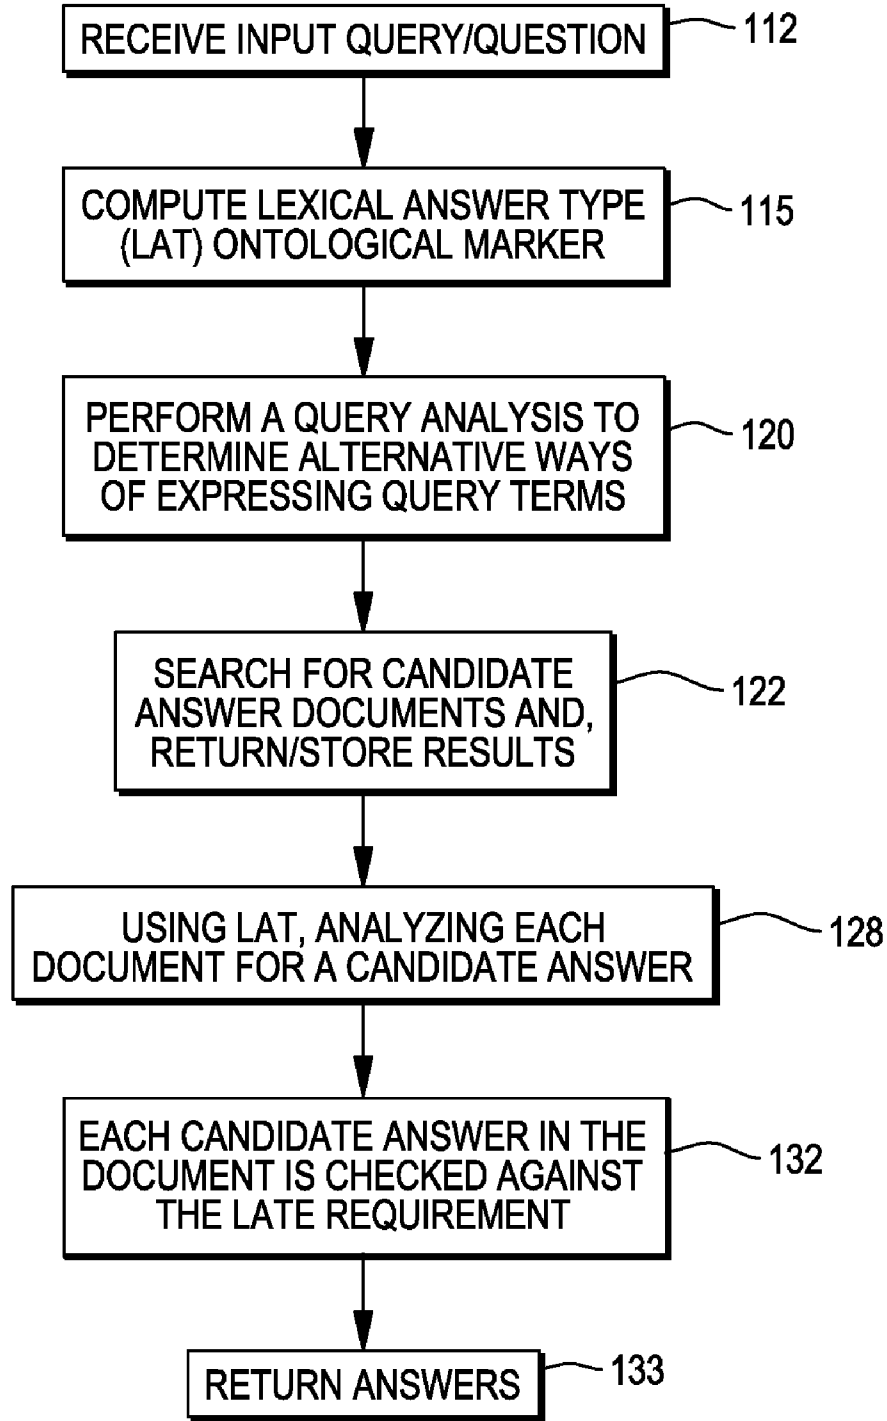 RECEIVE INPUT QUERY/QUESTION
112
COMPUTE LEXICAL ANSWER TYPE
(LAT) ONTOLOGICAL MARKER
115
PERFORM A QUERY ANALYSIS TO
DETERMINE ALTERNATIVE WAYS
OF EXPRESSING QUERY TERMS
120
SEARCH FOR CANDIDATE
ANSWER DOCUMENTS AND,
RETURN/STORE RESULTS
122
USING LAT, ANALYZING EACH
DOCUMENT FOR A CANDIDATE ANSWER
128
EACH CANDIDATE ANSWER IN THE
DOCUMENT IS CHECKED AGAINST
THE LATE REQUIREMENT
132
RETURN ANSWERS
133